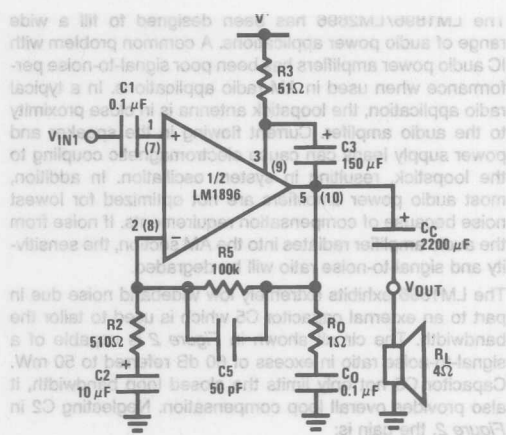 The LM1896/LM2896 has been designed to fill a wide
range of audio power applications. A common problem with
IC audio power amplifiers has been poor signal-to-noise per-
formance when used in radio applications. In a typical
radio application, the loopstick antenna is in close proximity
to the audio amplifier. Current flowing in the speaker and
power supply leads can cause electromagnetic coupling to
the loopstick, resulting in system oscillation. In addition,
most audio power amplifiers are not optimized for lowest
noise because of compensation requirements. If noise from
the audio amplifier radiates into the AM section, the sensitiv-
ity and signal-to-noise ratio will be degraded.
The LM1896 exhibits extremely low wideband noise due in
part to an external capacitor C5 which is used to tailor the
bandwidth. The circuit shown in Figure 2 is capable of a
signal-to-noise ratio in excess of 60 dB referred to 50 mW.
Capacitor C5 not only limits the closed loop bandwidth, it
also provides overall loop compensation. Neglecting C2 in
Figure 2, the gain is:
V+
R3
51Ω
C1
0.1 μF
VIN1
(7)
+
3
(9)
+
C3
150 μF
1/2
LM1896
5 (10)
2 (8)
−
+
CC
2200 μF
R5
100k
VOUT
R2
510Ω
C5
50 pF
RO
1Ω
RL
4Ω
+
C2
10 μF
CO
0.1 μF